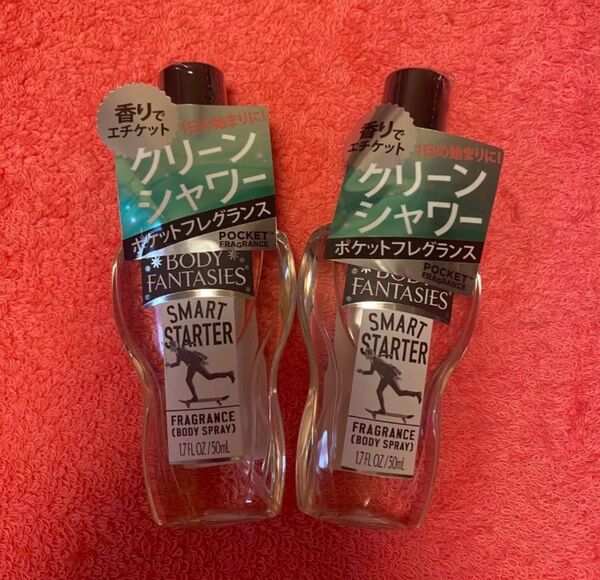 香りで
エチケット
1日の始まりに!
クリーン
シャワー
ポケットフレグランス
POCKET™
FRAGRANCE
BODY
FANTASIES®
SMART
STARTER
FRAGRANCE
(BODY SPRAY)
1.7 FL OZ/50mL
香りで
エチケット
1日の始まりに!
クリーン
シャワー
ポケットフレグランス
POCKET™
FRAGRANCE
BODY
FANTASIES®
SMART
STARTER
FRAGRANCE
(BODY SPRAY)
1.7 FL OZ/50mL